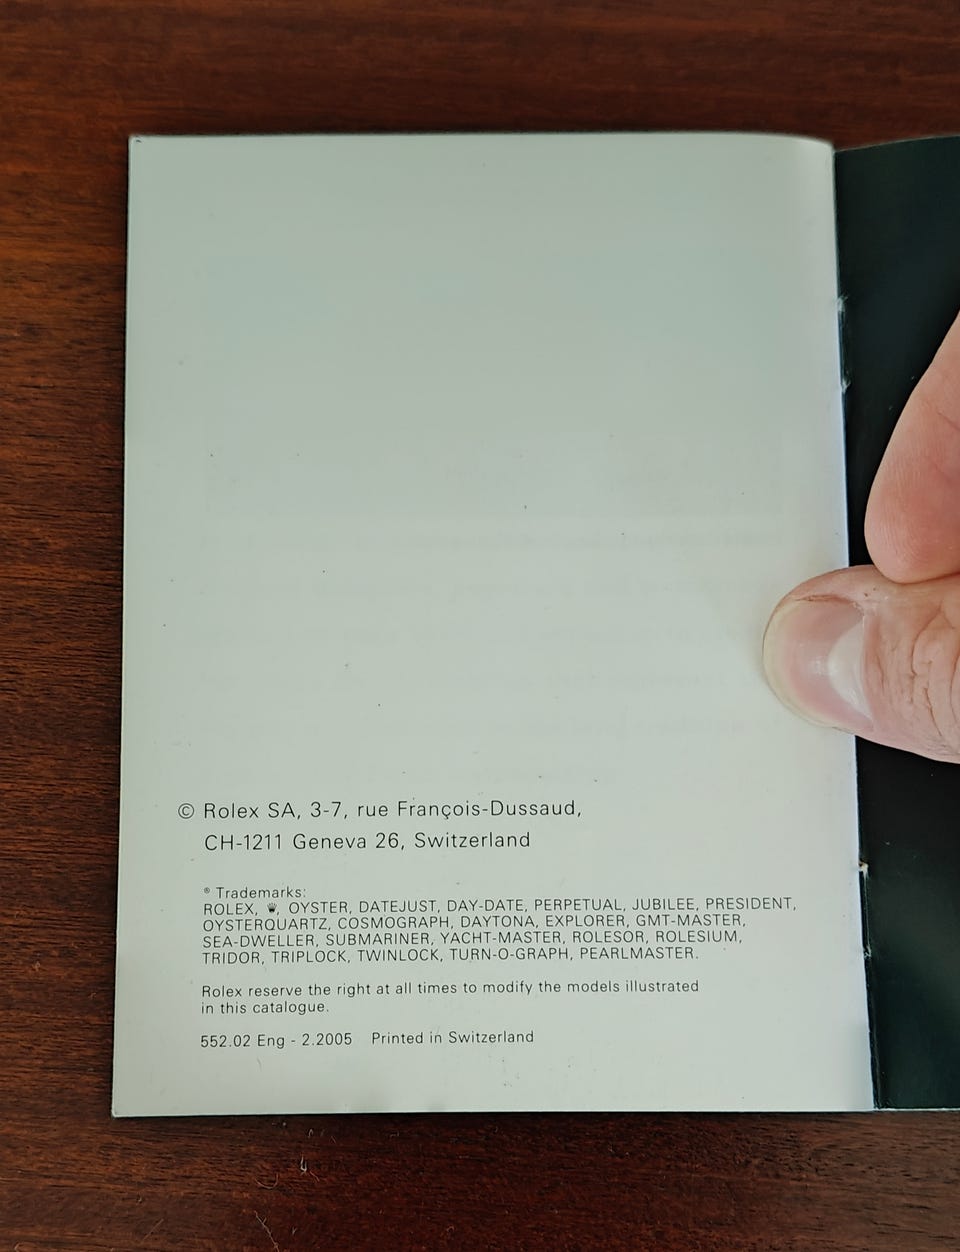 © Rolex SA, 3-7, rue François-Dussaud,
CH-1211 Geneva 26, Switzerland
® Trademarks:
ROLEX, ♛, OYSTER, DATEJUST, DAY-DATE, PERPETUAL, JUBILEE, PRESIDENT,
OYSTERQUARTZ, COSMOGRAPH, DAYTONA, EXPLORER, GMT-MASTER,
SEA-DWELLER, SUBMARINER, YACHT-MASTER, ROLESOR, ROLESIUM,
TRIDOR, TRIPLOCK, TWINLOCK, TURN-O-GRAPH, PEARLMASTER.
Rolex reserve the right at all times to modify the models illustrated
in this catalogue.
552.02 Eng - 2.2005 Printed in Switzerland